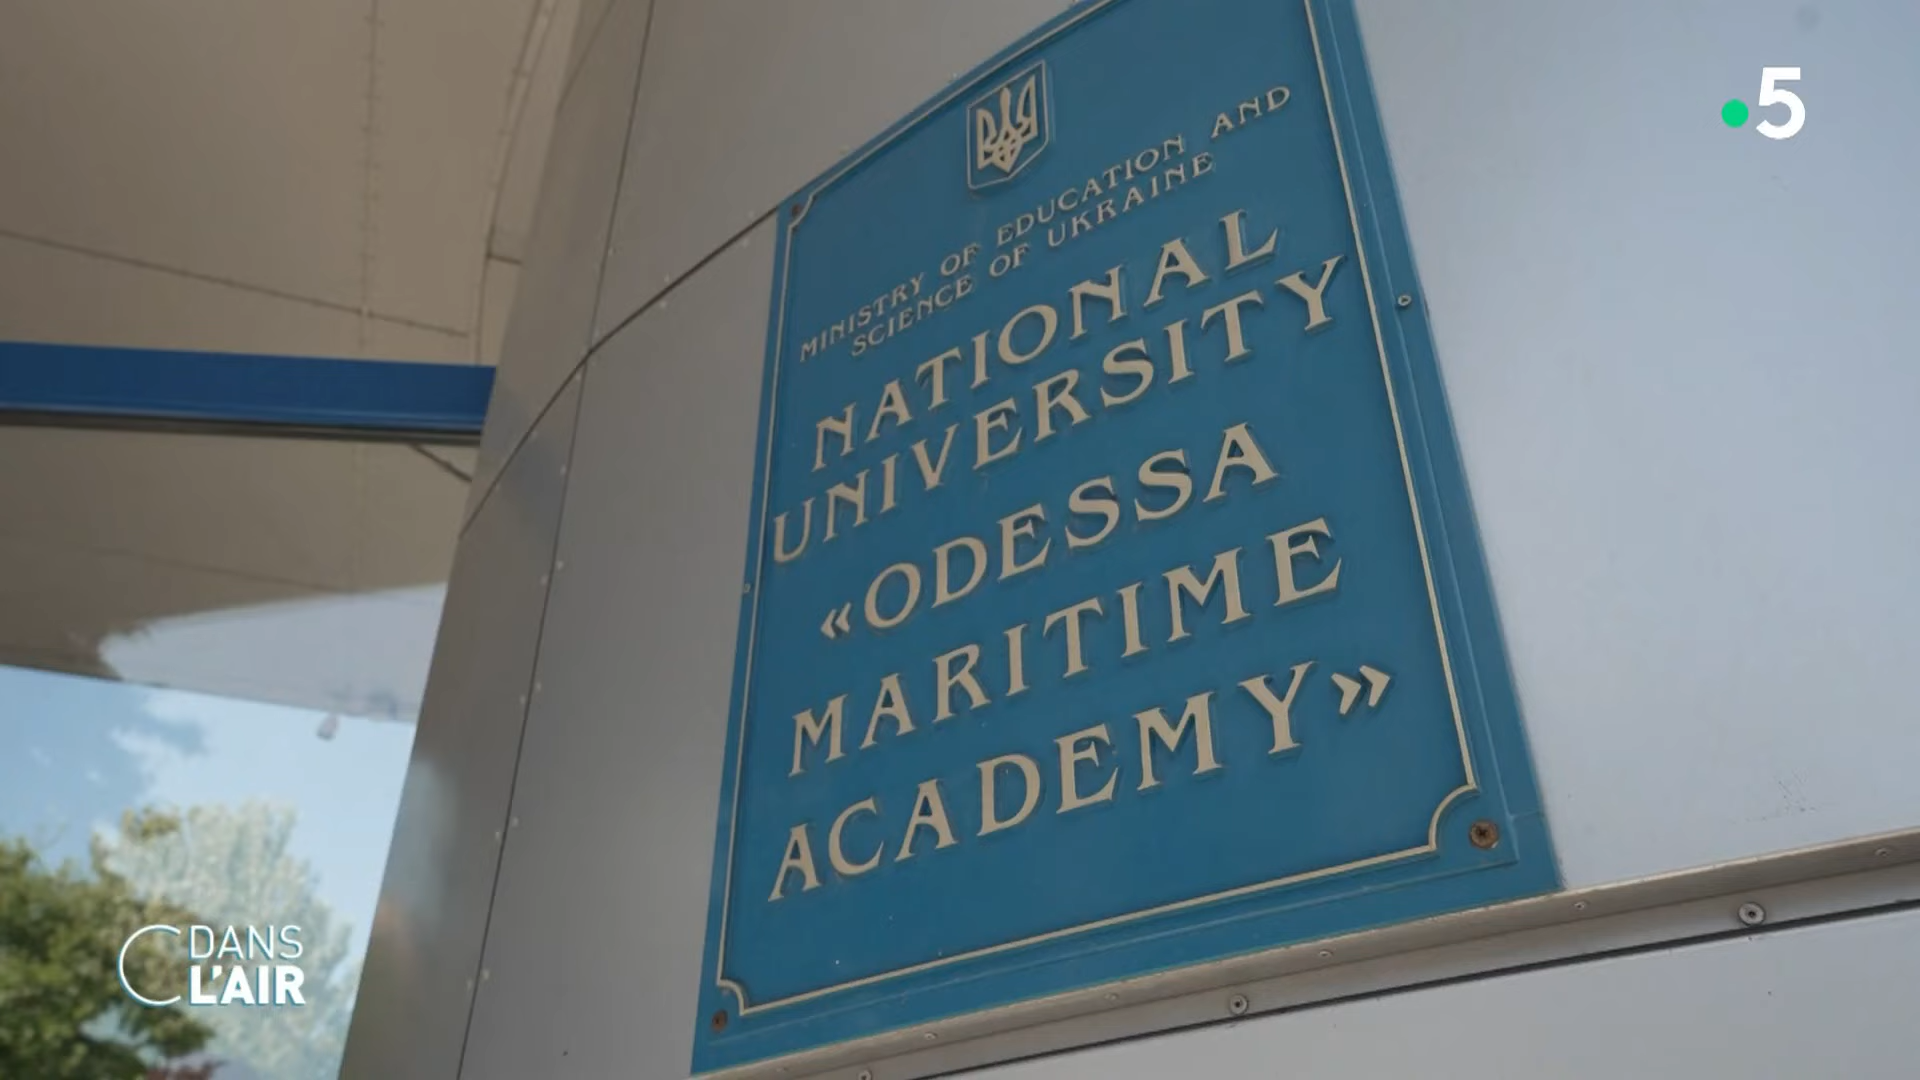 5
MINISTRY OF EDUCATION AND
SCIENCE OF UKRAINE
NATIONAL
UNIVERSITY
«ODESSA
MARITIME
ACADEMY»
C DANS
L'AIR